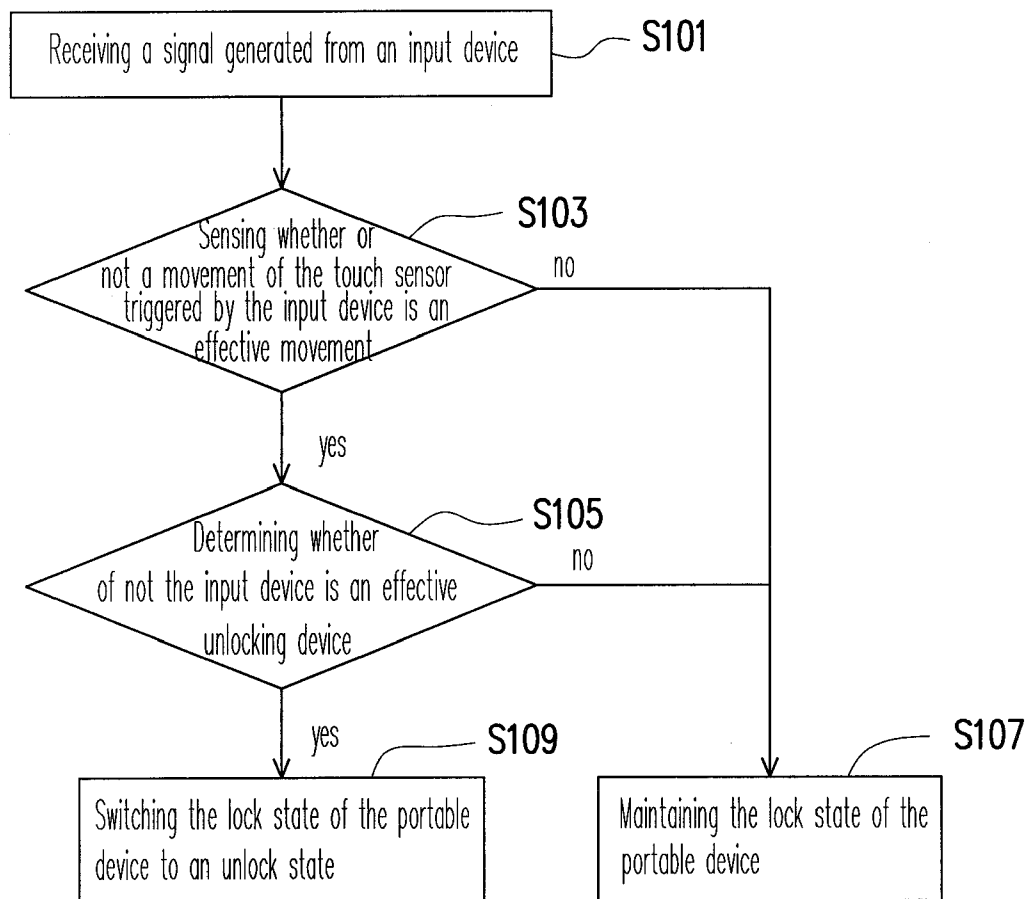 Receiving a signal generated from an input device
S101
S103
Sensing whether or
not a movement of the touch sensor
triggered by the input device is an
effective movement
no
yes
S105
Determining whether
of not the input device is an effective
unlocking device
no
yes
S109
Switching the lock state of the portable
device to an unlock state
S107
Maintaining the lock state of the
portable device